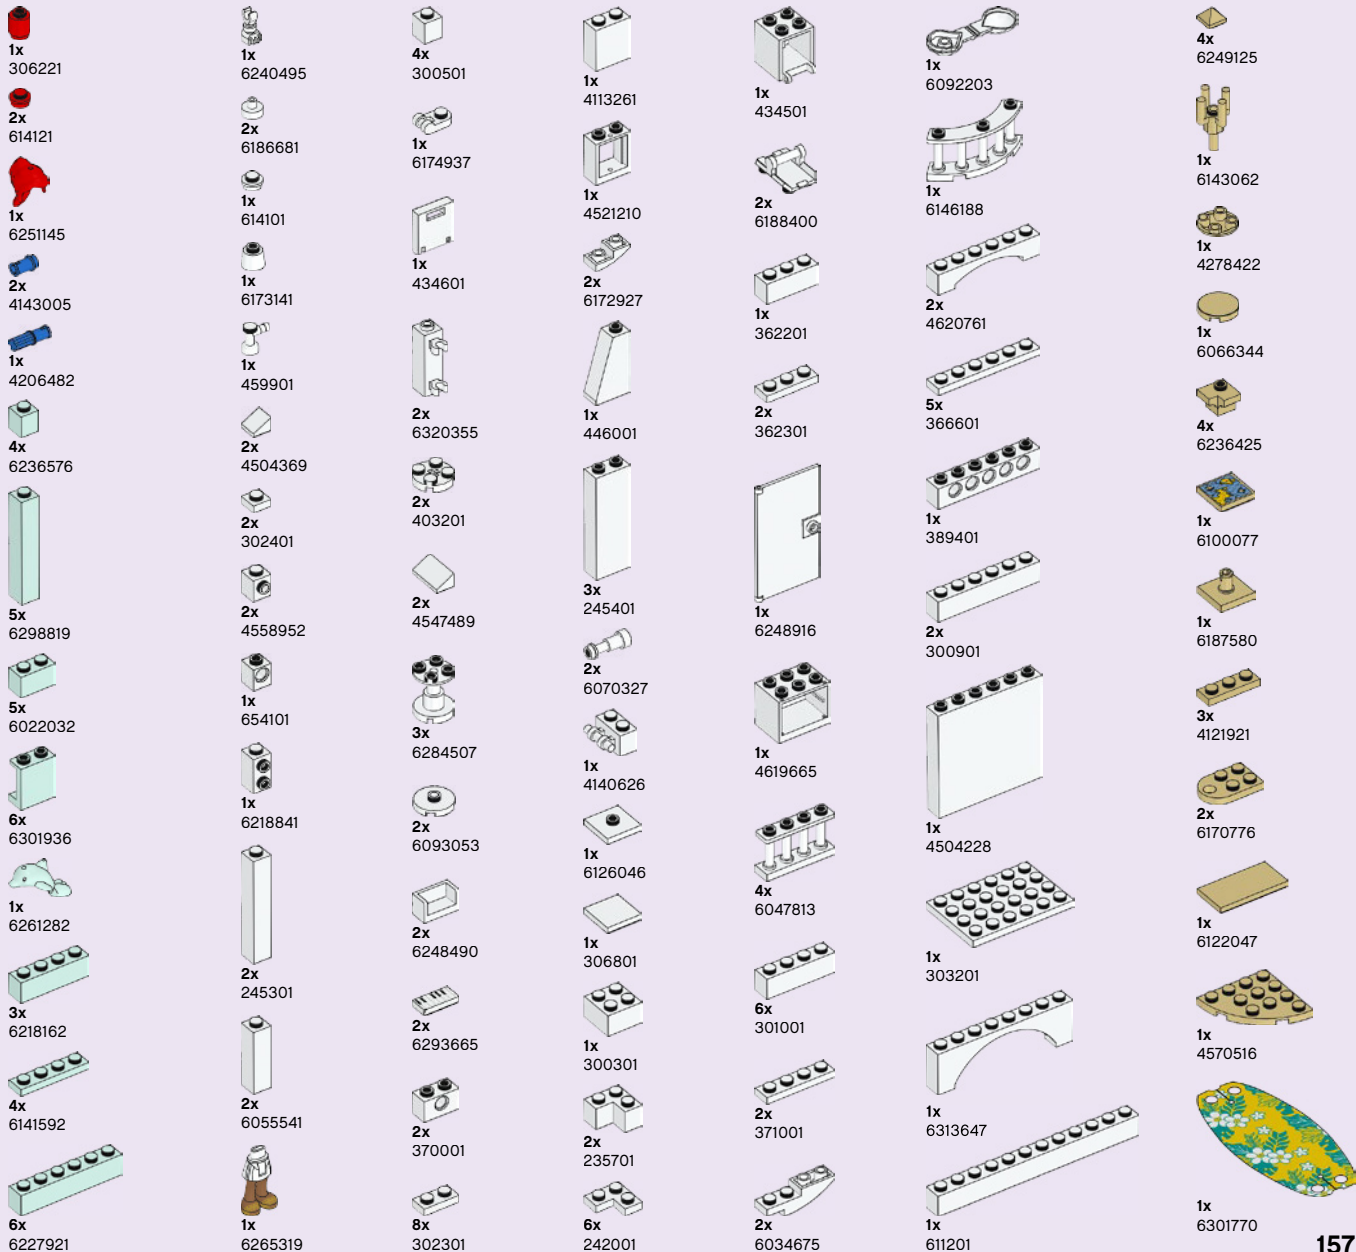 1x
306221
2x
614121
1x
6251145
2x
4143005
1x
4206482
4x
6236576
5x
6298819
5x
6022032
6x
6301936
1x
6261282
3x
6218162
4x
6141592
6x
6227921
1x
6240495
2x
6186681
1x
614101
1x
6173141
1x
459901
2x
4504369
2x
302401
2x
4558952
1x
654101
1x
6218841
2x
245301
2x
6055541
1x
6265319
4x
300501
1x
6174937
1x
434601
2x
6320355
2x
403201
2x
4547489
3x
6284507
2x
6093053
2x
6248490
2x
6293665
2x
370001
8x
302301
1x
4113261
1x
4521210
2x
6172927
1x
446001
3x
245401
2x
6070327
1x
4140626
1x
6126046
1x
306801
1x
300301
2x
235701
6x
242001
1x
434501
2x
6188400
1x
362201
2x
362301
1x
6248916
1x
4619665
4x
6047813
6x
301001
2x
371001
2x
6034675
1x
6092203
1x
6146188
2x
4620761
5x
366601
1x
389401
2x
300901
1x
4504228
1x
303201
1x
6313647
1x
611201
4x
6249125
1x
6143062
1x
4278422
1x
6066344
4x
6236425
1x
6100077
1x
6187580
3x
4121921
2x
6170776
1x
6122047
1x
4570516
1x
6301770
157